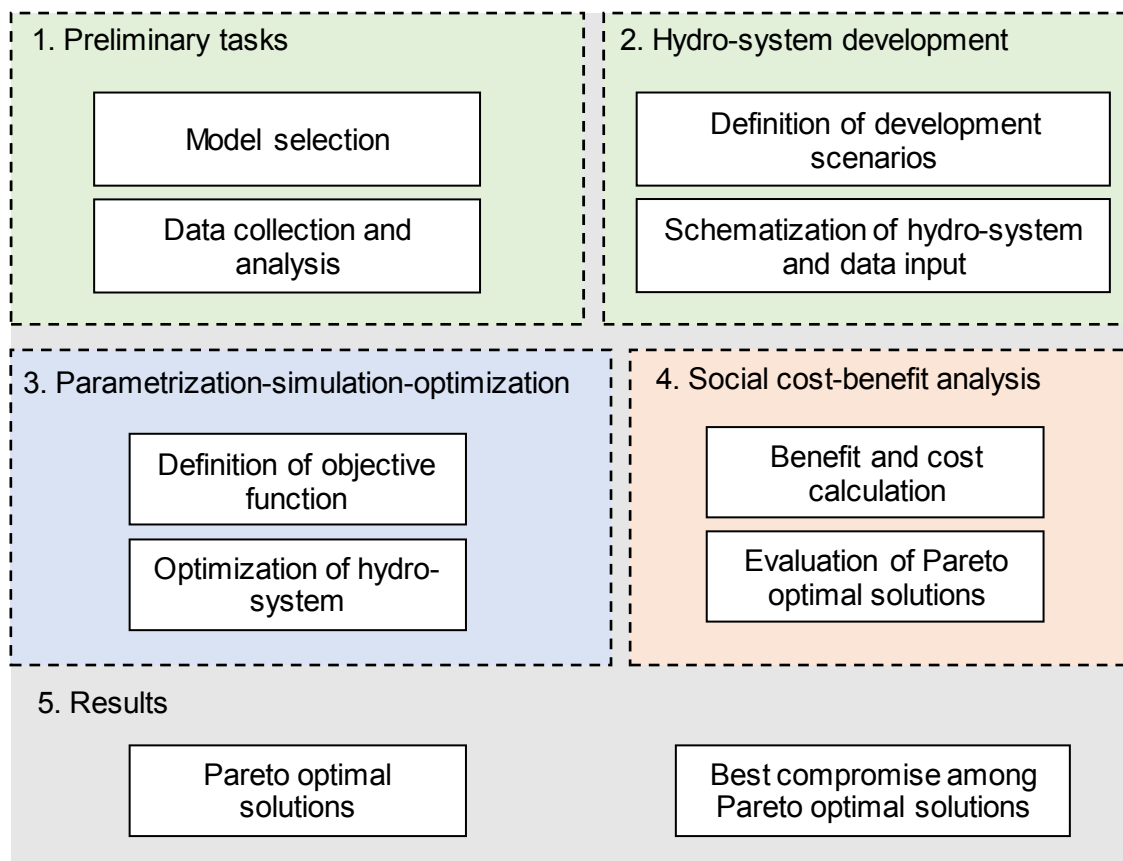 1. Preliminary tasks
Model selection
Data collection and
analysis
2. Hydro-system development
Definition of development
scenarios
Schematization of hydro-system
and data input
3. Parametrization-simulation-optimization
Definition of objective
function
Optimization of hydro-
system
4. Social cost-benefit analysis
Benefit and cost
calculation
Evaluation of Pareto
optimal solutions
5. Results
Pareto optimal
solutions
Best compromise among
Pareto optimal solutions